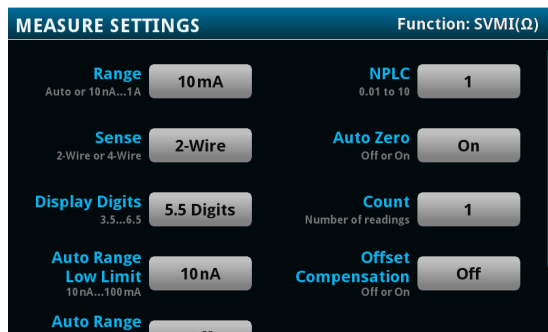 MEASURE SETTINGS
Function: SVMI(Ω)
Range
Auto or 10nA...1A
10mA
NPLC
0.01 to 10
1
Sense
2-Wire or 4-Wire
2-Wire
Auto Zero
Off or On
On
Display Digits
3.5...6.5
5.5 Digits
Count
Number of readings
1
Auto Range
Low Limit
10nA...100mA
10nA
Offset
Compensation
Off or On
Off
Auto Range